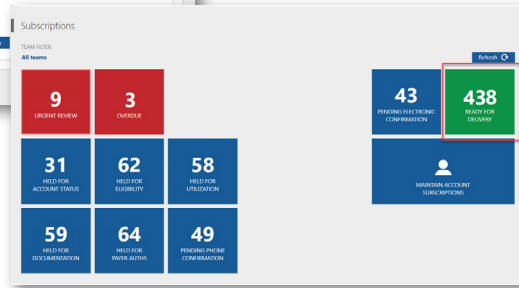 Subscriptions
TEAM FILTER
All teams
Refresh
9
URGENT REVIEW
3
OVERDUE
43
PENDING ELECTRONIC
CONFIRMATION
438
READY FOR
DELIVERY
31
HELD FOR
ACCOUNT STATUS
62
HELD FOR
ELIGIBILITY
58
HELD FOR
UTILIZATION
MAINTAIN ACCOUNT
SUBSCRIPTIONS
59
HELD FOR
DOCUMENTATION
64
HELD FOR
PAYER AUTHS
49
PENDING PHONE
CONFIRMATION